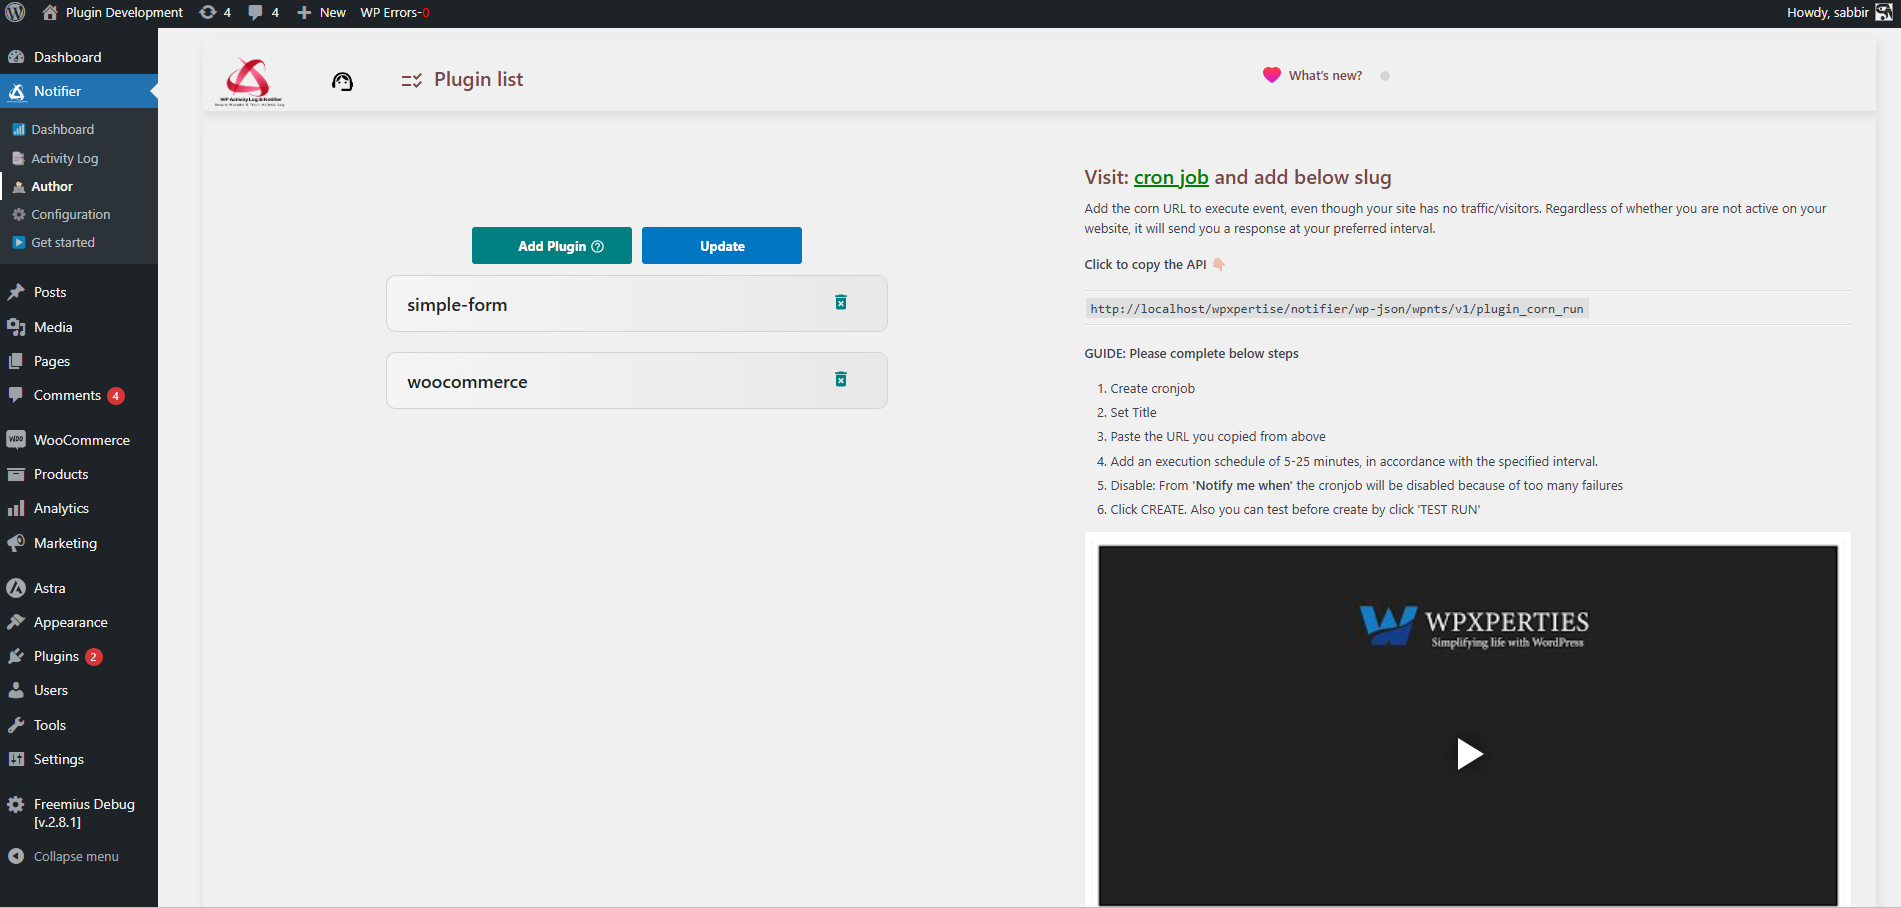 Plugin Development
4
4
New
WP Errors-0
Howdy, sabbir
Dashboard
Notifier
Dashboard
Activity Log
Author
Configuration
Get started
Posts
Media
Pages
Comments 4
WooCommerce
Products
Analytics
Marketing
Astra
Appearance
Plugins 2
Users
Tools
Settings
Freemius Debug
[v.2.8.1]
Collapse menu
WP Activity Log & Notifier
Plugin list
What's new?
Add Plugin
Update
simple-form
woocommerce
Visit: cron job and add below slug
Add the corn URL to execute event, even though your site has no traffic/visitors. Regardless of whether you are not active on your
website, it will send you a response at your preferred interval.
Click to copy the API 👇🏻
http://localhost/wpxpertise/notifier/wp-json/wpnts/v1/plugin_corn_run
GUIDE: Please complete below steps
1. Create cronjob
2. Set Title
3. Paste the URL you copied from above
4. Add an execution schedule of 5-25 minutes, in accordance with the specified interval.
5. Disable: From 'Notify me when' the cronjob will be disabled because of too many failures
6. Click CREATE. Also you can test before create by click 'TEST RUN'
WPXPERTIES
Simplifying life with WordPress